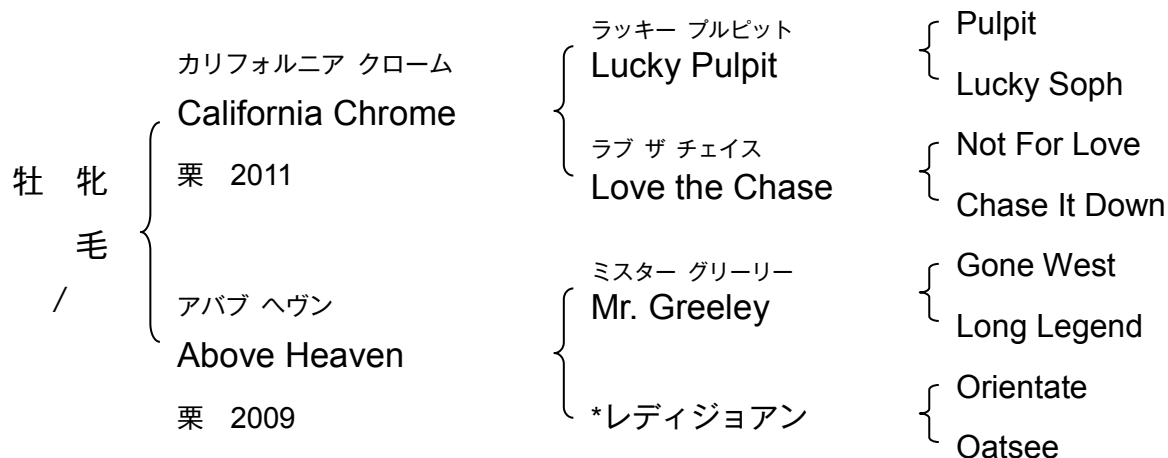 牡 牝
毛
/
カリフォルニア クローム
California Chrome
栗 2011
アバブ ヘヴン
Above Heaven
栗 2009
ラッキー プルピット
Lucky Pulpit
ラブ ザ チェイス
Love the Chase
ミスター グリーリー
Mr. Greeley
*レディジョアン
Pulpit
Lucky Soph
Not For Love
Chase It Down
Gone West
Long Legend
Orientate
Oatsee